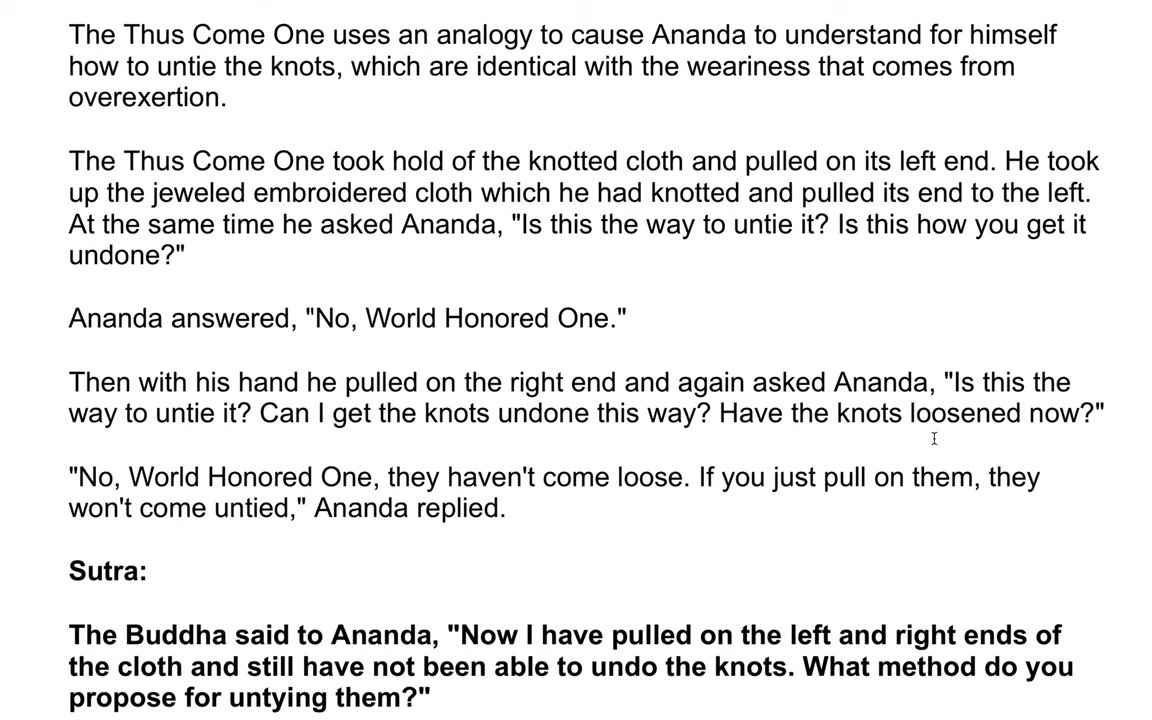 The Thus Come One uses an analogy to cause Ananda to understand for himself
how to untie the knots, which are identical with the weariness that comes from
overexertion.
The Thus Come One took hold of the knotted cloth and pulled on its left end. He took
up the jeweled embroidered cloth which he had knotted and pulled its end to the left.
At the same time he asked Ananda, "Is this the way to untie it? Is this how you get it
undone?"
Ananda answered, "No, World Honored One."
Then with his hand he pulled on the right end and again asked Ananda, "Is this the
way to untie it? Can I get the knots undone this way? Have the knots loosened now?"
"No, World Honored One, they haven't come loose. If you just pull on them, they
won't come untied," Ananda replied.
Sutra:
The Buddha said to Ananda, "Now I have pulled on the left and right ends of
the cloth and still have not been able to undo the knots. What method do you
propose for untying them?"